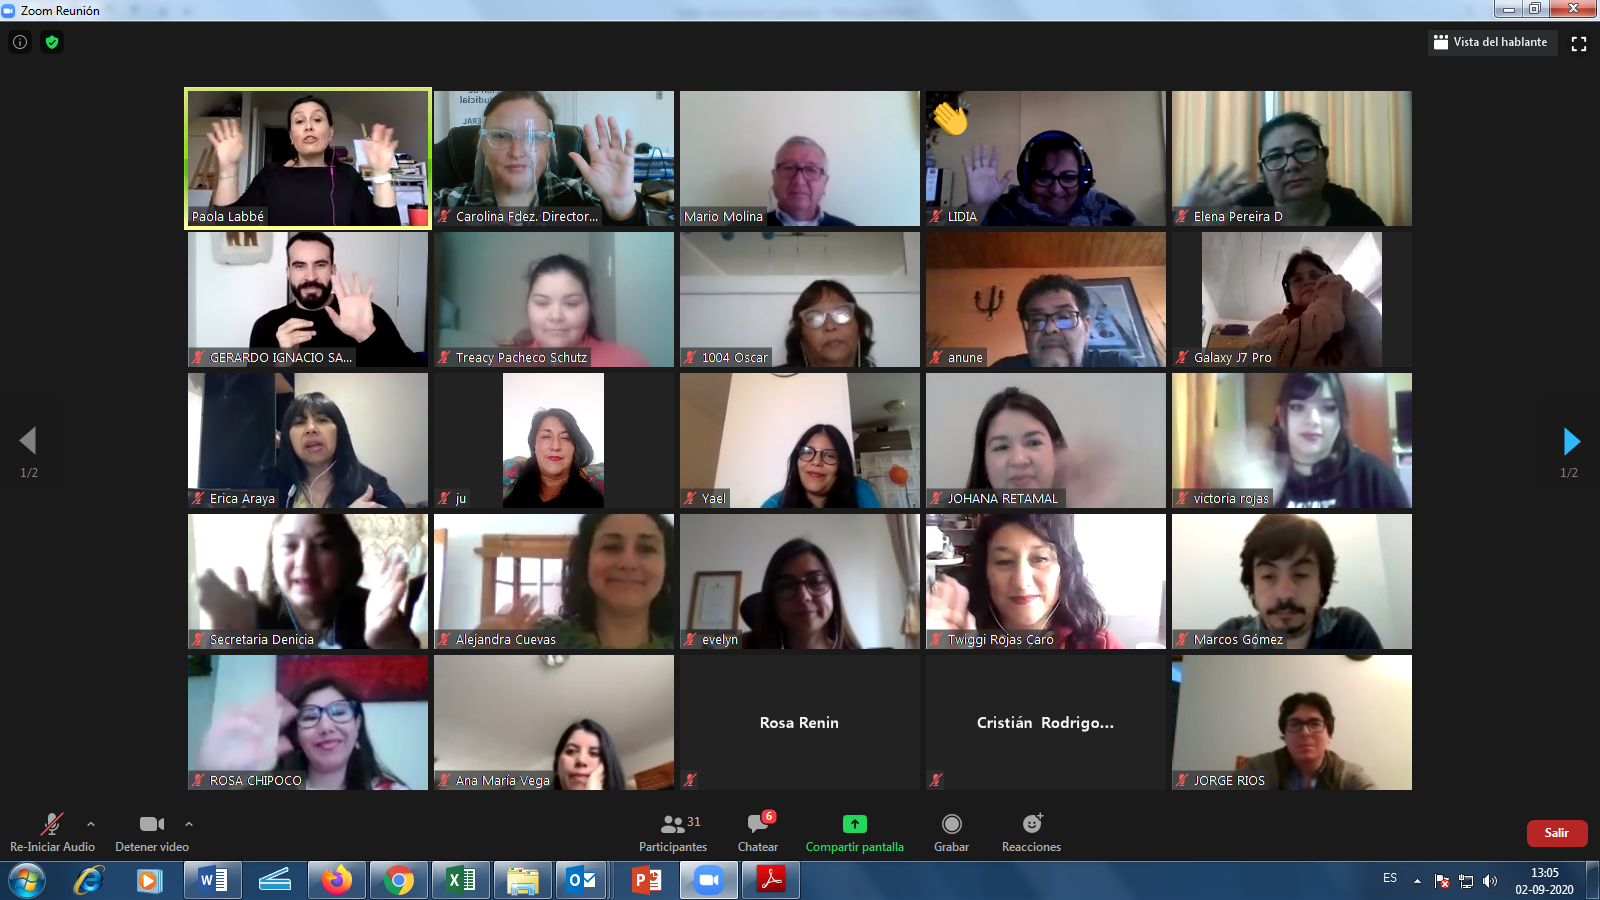 Zoom Reunión
Vista del hablante
Paola Labbé
Carolina Fdez. Director...
Mario Molina
LIDIA
Elena Pereira D
GERARDO IGNACIO SA...
Treacy Pacheco Schutz
1004 Oscar
anune
Galaxy J7 Pro
1/2
1/2
Erica Araya
ju
Yael
JOHANA RETAMAL
victoria rojas
Secretaria Denicia
Alejandra Cuevas
evelyn
Twiggi Rojas Caro
Marcos Gómez
ROSA CHIPOCO
Ana María Vega
Rosa Renin
Cristián Rodrigo...
JORGE RIOS
31
6
Re-Iniciar Audio
Detener video
Participantes
Chatear
Compartir pantalla
Grabar
Reacciones
Salir
ES
13:05
02-09-2020